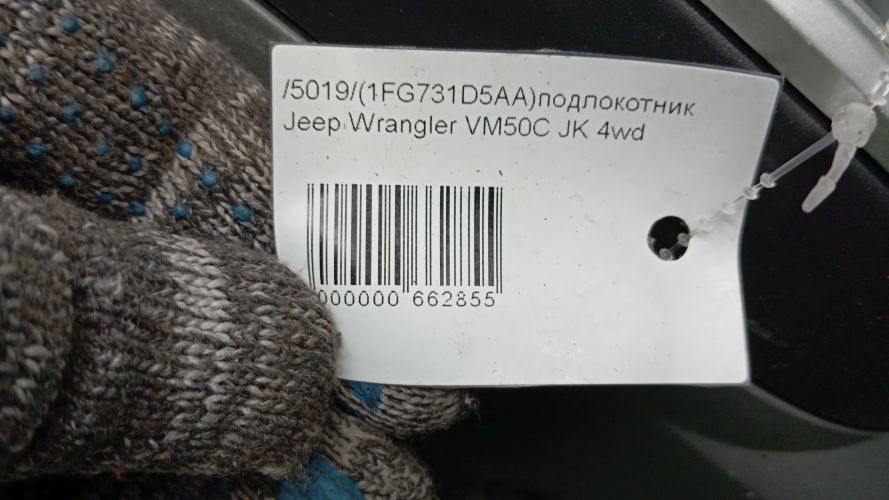 /5019/(1FG731D5AA)подлокотник
Jeep Wrangler VM50C JK 4wd
000000 662855